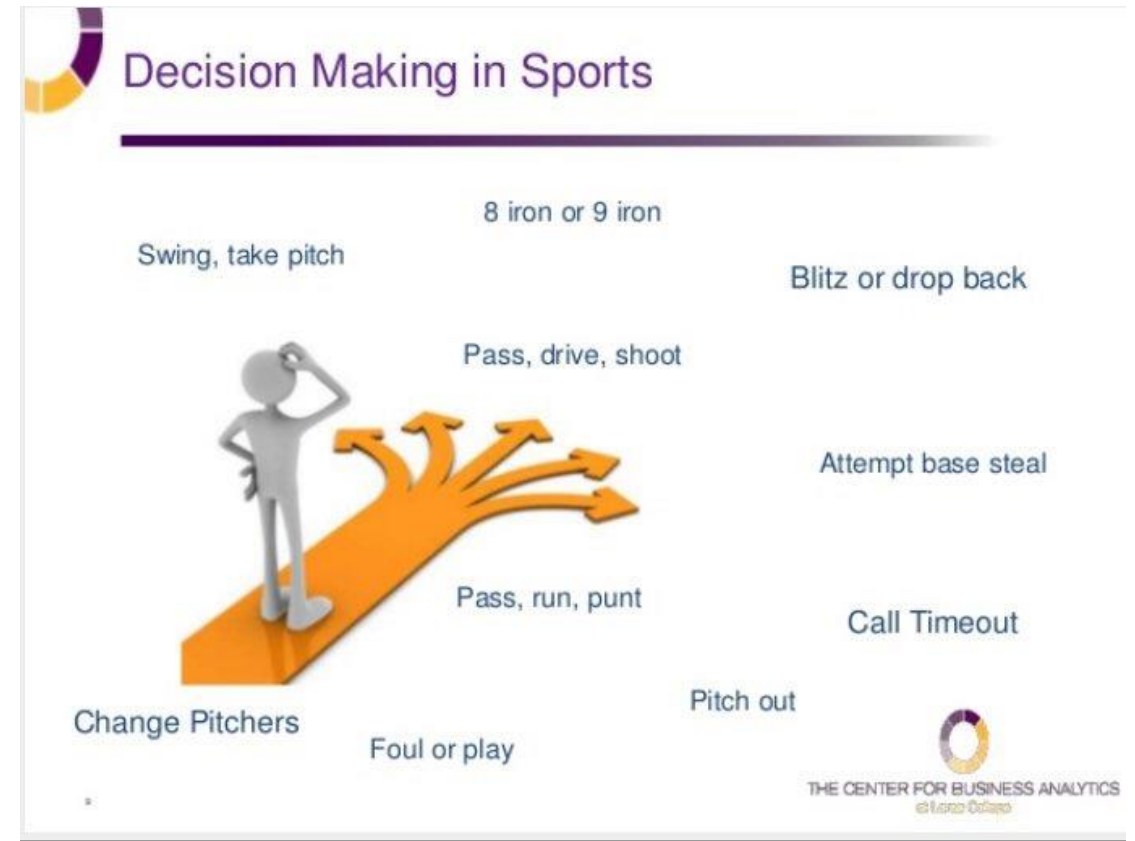 Decision Making in Sports
8 iron or 9 iron
Swing, take pitch
Blitz or drop back
Pass, drive, shoot
Attempt base steal
Pass, run, punt
Call Timeout
Pitch out
Change Pitchers
Foul or play
THE CENTER FOR BUSINESS ANALYTICS